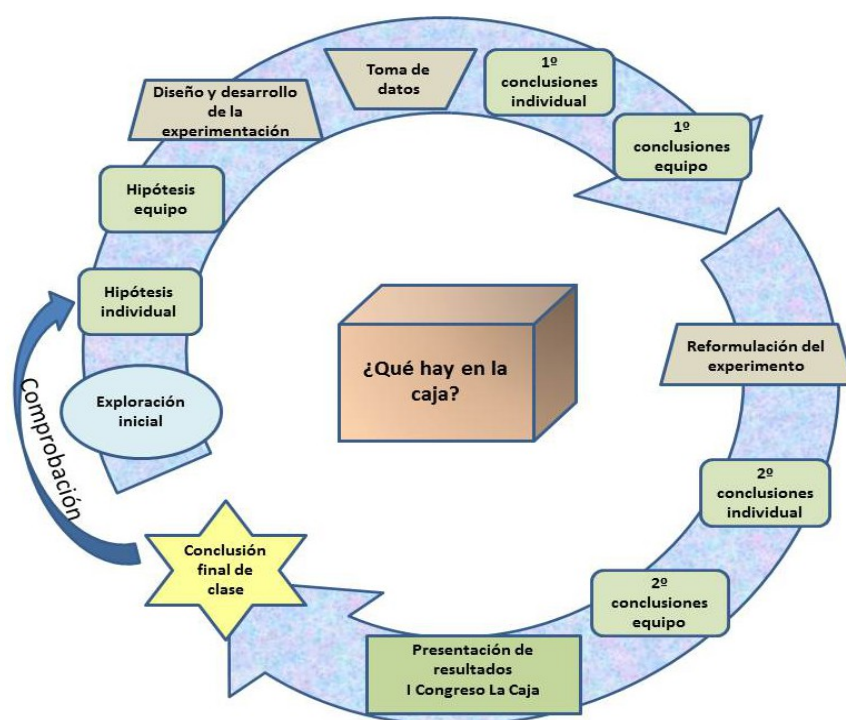 Exploración
inicial
Hipótesis
individual
Hipótesis
equipo
Diseño y desarrollo
de la
experimentación
Toma de
datos
1º
conclusiones
individual
1º
conclusiones
equipo
Reformulación del
experimento
2º
conclusiones
individual
2º
conclusiones
equipo
Presentación de
resultados
I Congreso La Caja
Conclusión
final de
clase
Comprobación
¿Qué hay en la
caja?